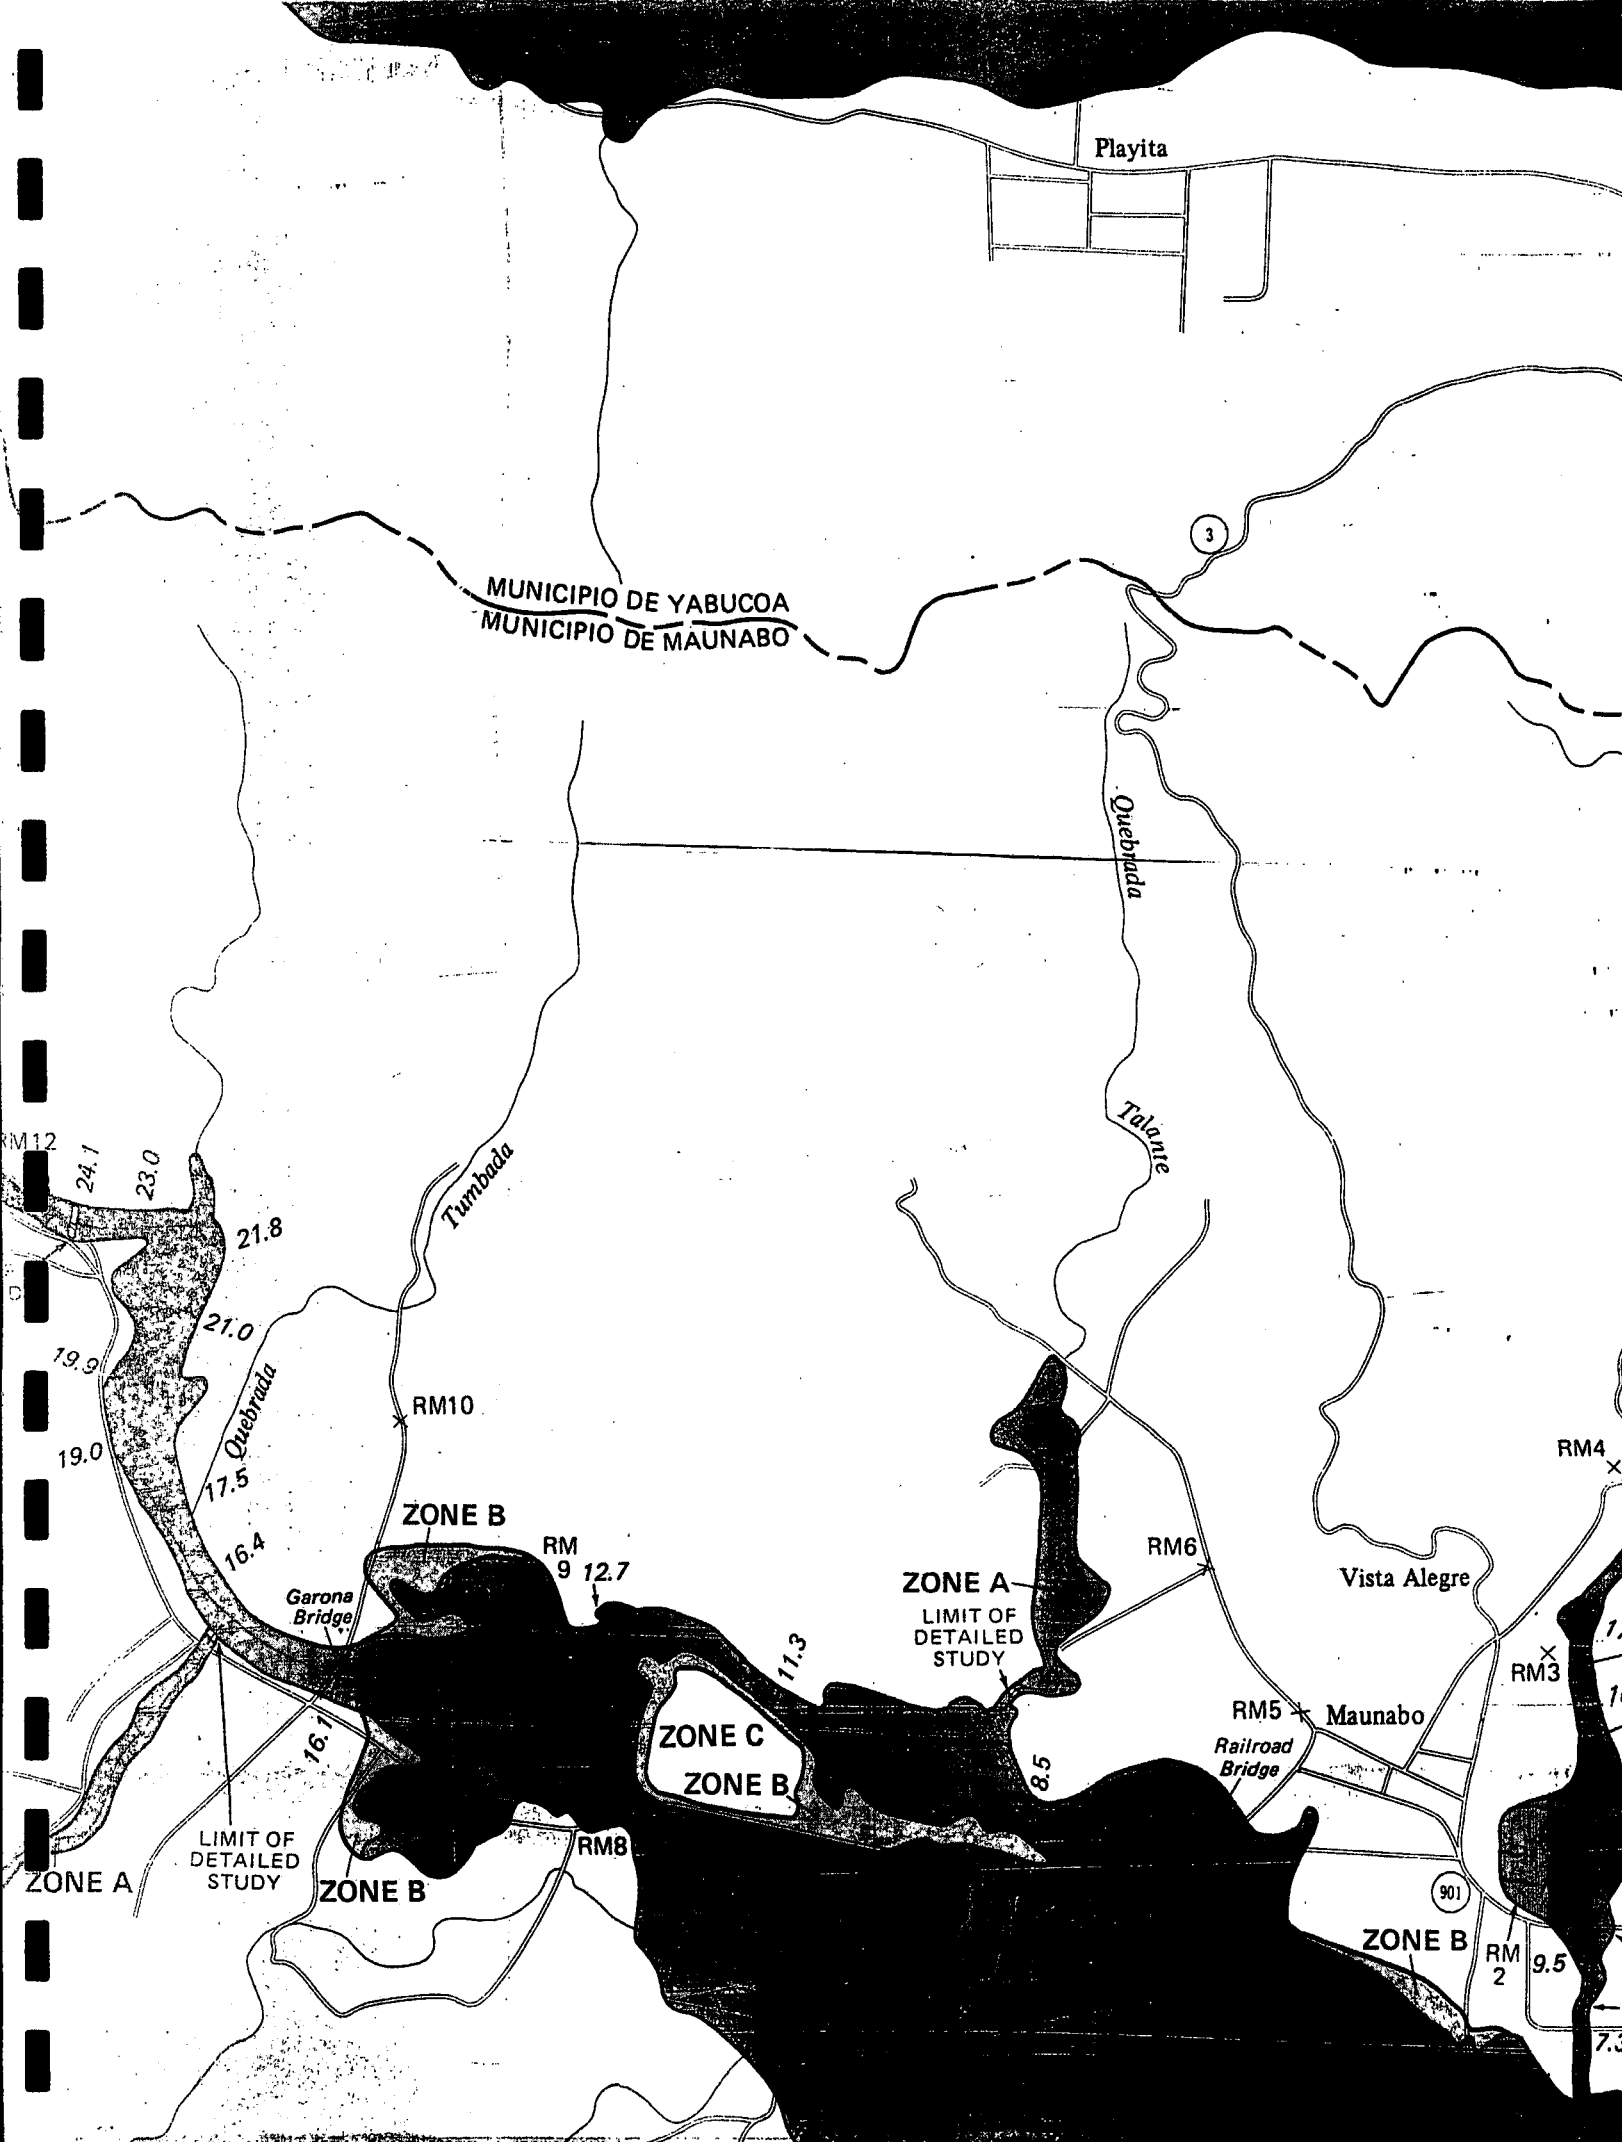 Playita
3
MUNICIPIO DE YABUCOA
MUNICIPIO DE MAUNABO
Quebrada
Talante
RM12
24.1
23.0
Tumbada
21.8
21.0
19.9
Quebrada
RM10
19.0
17.5
RM4
ZONE B
16.4
RM
9
12.7
RM6
ZONE A
Vista Alegre
Garona
Bridge
LIMIT OF
DETAILED
STUDY
11.3
RM3
16.1
RM5
Maunabo
ZONE C
Railroad
Bridge
ZONE B
8.5
LIMIT OF
DETAILED
STUDY
RM8
ZONE A
ZONE B
901
ZONE B
RM
2
9.5